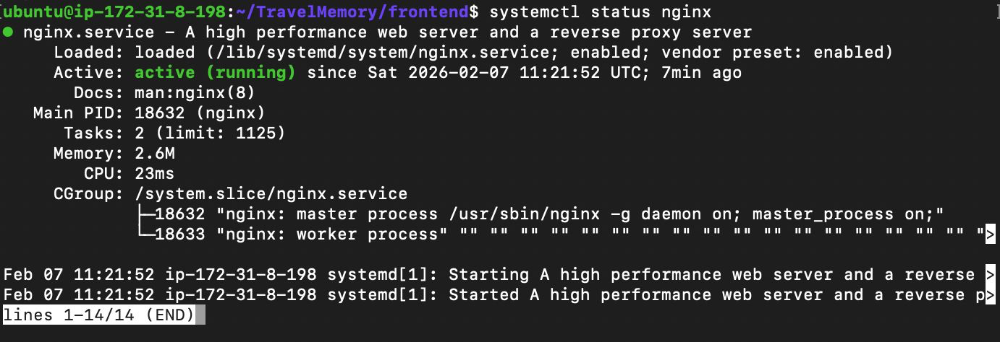 [ubuntu@ip-172-31-8-198:~/TravelMemory/frontend$ systemctl status nginx ]
● nginx.service - A high performance web server and a reverse proxy server
     Loaded: loaded (/lib/systemd/system/nginx.service; enabled; vendor preset: enabled)
     Active: active (running) since Sat 2026-02-07 11:21:52 UTC; 7min ago
       Docs: man:nginx(8)
   Main PID: 18632 (nginx)
      Tasks: 2 (limit: 1125)
     Memory: 2.6M
        CPU: 23ms
     CGroup: /system.slice/nginx.service
             ├─18632 "nginx: master process /usr/sbin/nginx -g daemon on; master_process on;"
             └─18633 "nginx: worker process" "" "" "" "" "" "" "" "" "" "" "" "" "" "" "" "" "" ">

Feb 07 11:21:52 ip-172-31-8-198 systemd[1]: Starting A high performance web server and a reverse >
Feb 07 11:21:52 ip-172-31-8-198 systemd[1]: Started A high performance web server and a reverse p>
lines 1-14/14 (END)